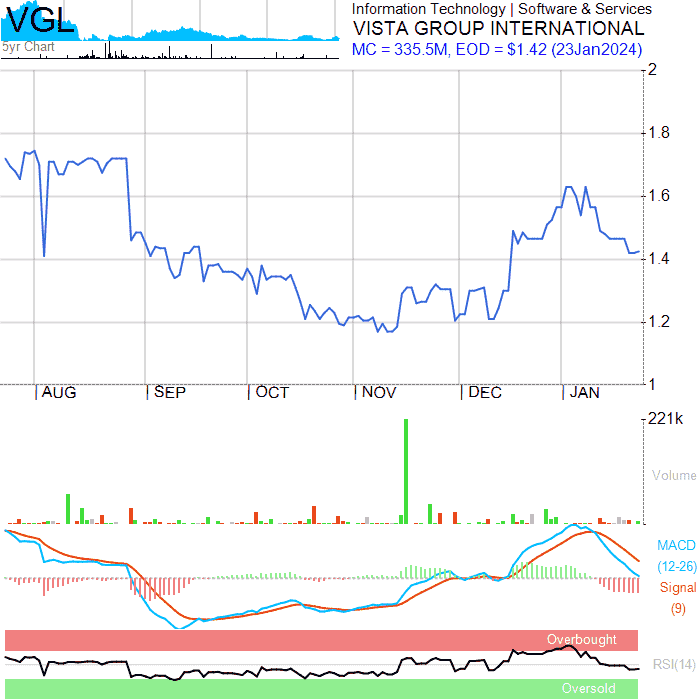 VGL
5yr Chart
Information Technology | Software & Services
VISTA GROUP INTERNATIONAL
MC = 335.5M, EOD = $1.42 (23Jan2024)
2
1.8
1.6
1.4
1.2
1
AUG SEP OCT NOV DEC JAN
221k
Volume
MACD
(12-26)
Signal
(9)
Overbought
RSI(14)
Oversold